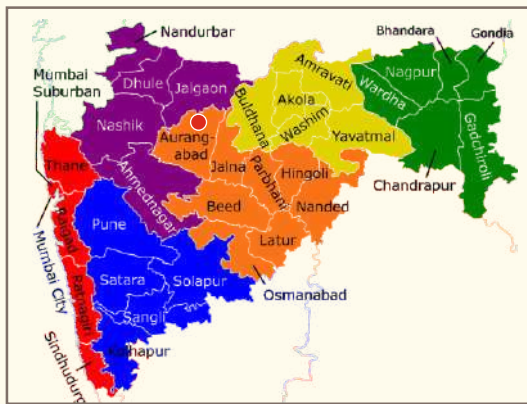 Nandurbar
Bhandara
Gondia
Mumbai
Suburban
Dhule
Jalgaon
Amravati
Nagpur
Buldhana
Akola
Wardha
Nashik
Washim
Aurang-
abad
Yavatmal
Gadchiroli
Thane
Jalna
Parbhani
Hingoli
Ahmednagar
Chandrapur
Beed
Nanded
Pune
Raigad
Mumbai City
Latur
Satara
Solapur
Osmanabad
Ratnagiri
Sangli
Kolhapur
Sindhudurg